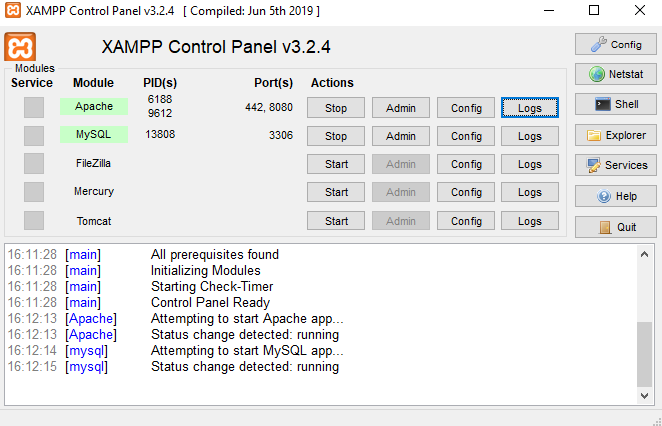 XAMPP Control Panel v3.2.4 [ Compiled: Jun 5th 2019 ]
XAMPP Control Panel v3.2.4
Config
Modules
Service Module PID(s) Port(s) Actions
Netstat
Apache 6188 9612 442, 8080 Stop Admin Config Logs
Shell
MySQL 13808 3306 Stop Admin Config Logs
Explorer
FileZilla Start Admin Config Logs
Services
Mercury Start Admin Config Logs
Help
Tomcat Start Admin Config Logs
Quit
16:11:28 [main] All prerequisites found
16:11:28 [main] Initializing Modules
16:11:28 [main] Starting Check-Timer
16:11:28 [main] Control Panel Ready
16:12:13 [Apache] Attempting to start Apache app...
16:12:13 [Apache] Status change detected: running
16:12:14 [mysql] Attempting to start MySQL app...
16:12:15 [mysql] Status change detected: running